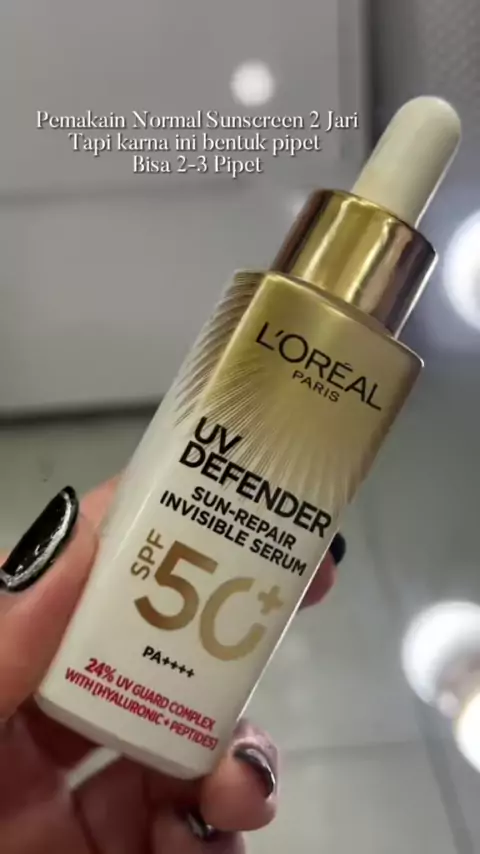 Pemakain Normal Sunscreen 2 Jari
Tapi karna ini bentuk pipet
Bisa 2-3 Pipet
L'ORÉAL
PARIS
UV
DEFENDER
SUN-REPAIR
INVISIBLE SERUM
SPF 50+
PA++++
24% UV GUARD COMPLEX
WITH [HYALURONIC + PEPTIDES]